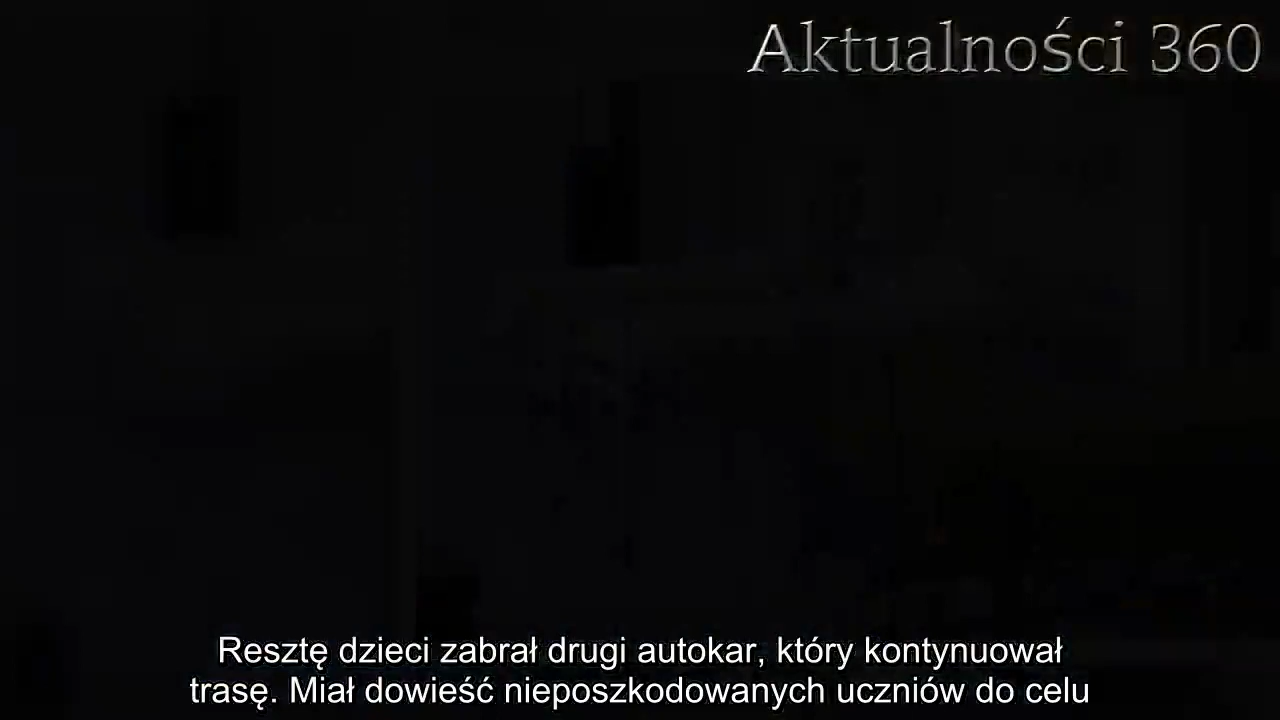 Aktualności 360
Resztę dzieci zabrał drugi autokar, który kontynuował
trasę. Miał dowieść nieposzkodowanych uczniów do celu